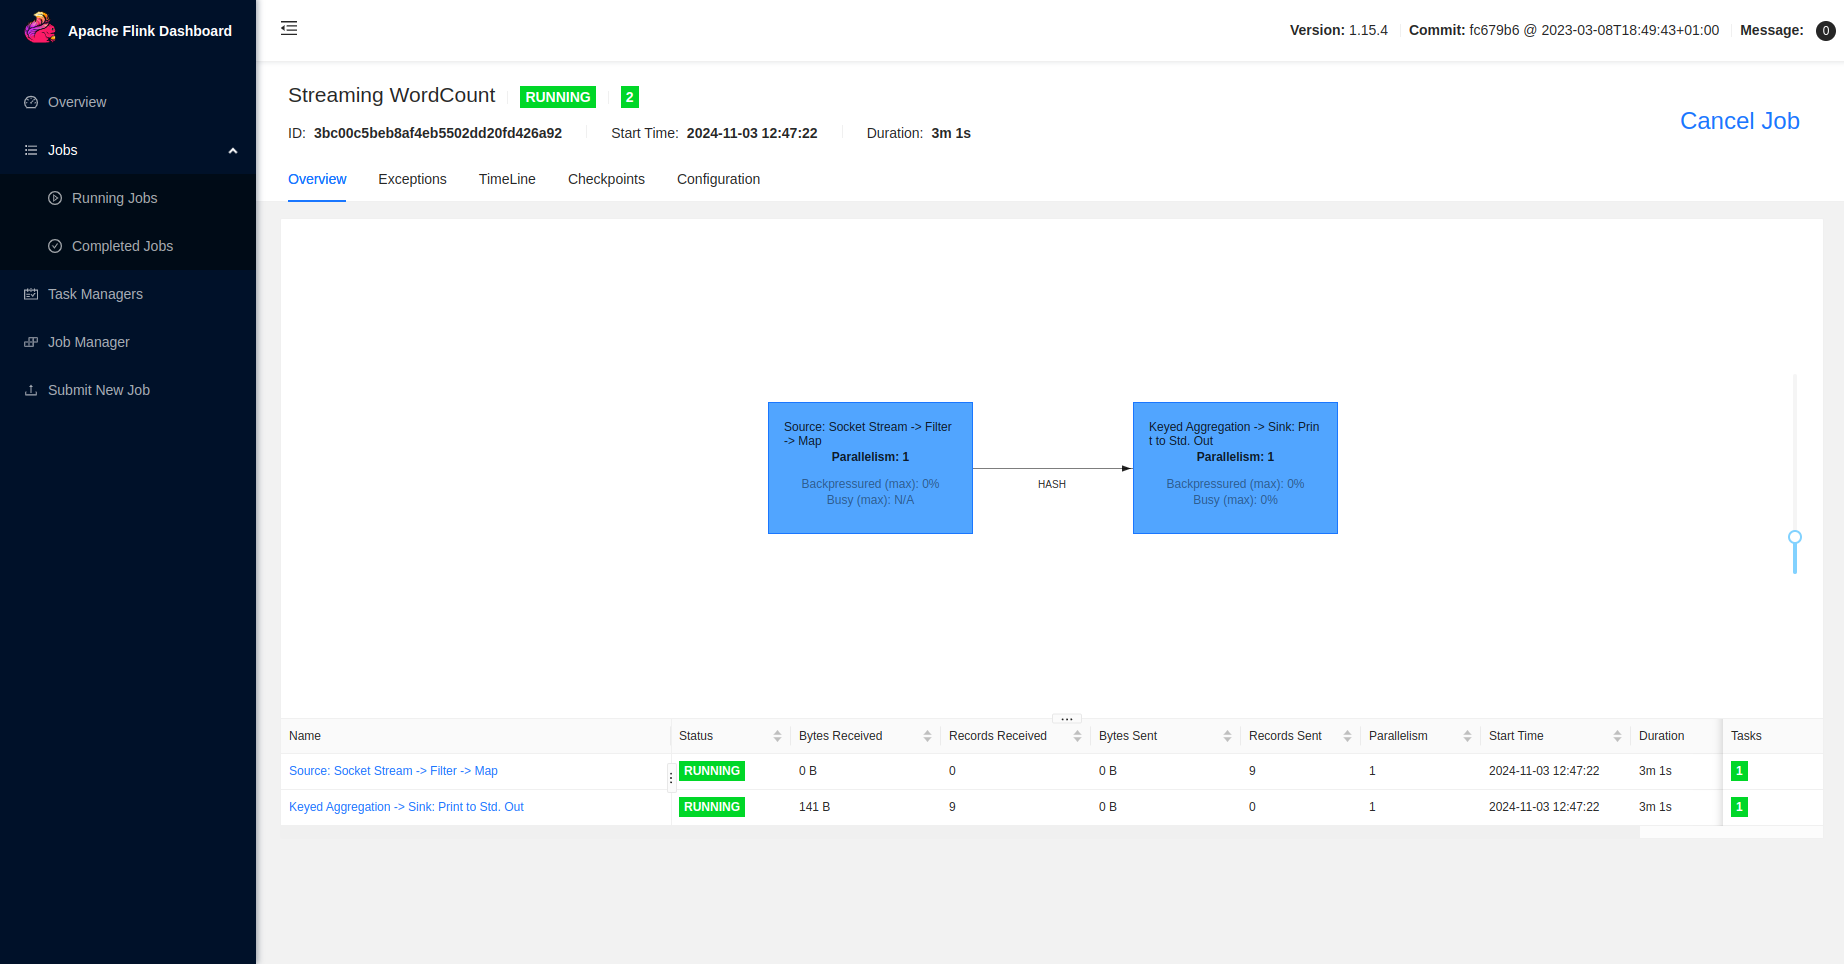 Apache Flink Dashboard
Version: 1.15.4 Commit: fc679b6 @ 2023-03-08T18:49:43+01:00 Message: 0
Overview
Jobs
Running Jobs
Completed Jobs
Task Managers
Job Manager
Submit New Job
Streaming WordCount RUNNING 2
ID: 3bc00c5beb8af4eb5502dd20fd426a92 Start Time: 2024-11-03 12:47:22 Duration: 3m 1s
Cancel Job
Overview Exceptions TimeLine Checkpoints Configuration
Source: Socket Stream -> Filter
-> Map
Parallelism: 1
Backpressured (max): 0%
Busy (max): N/A
HASH
Keyed Aggregation -> Sink: Prin
t to Std. Out
Parallelism: 1
Backpressured (max): 0%
Busy (max): 0%
Name Status Bytes Received Records Received Bytes Sent Records Sent Parallelism Start Time Duration Tasks
Source: Socket Stream -> Filter -> Map RUNNING 0 B 0 0 B 9 1 2024-11-03 12:47:22 3m 1s 1
Keyed Aggregation -> Sink: Print to Std. Out RUNNING 141 B 9 0 B 0 1 2024-11-03 12:47:22 3m 1s 1